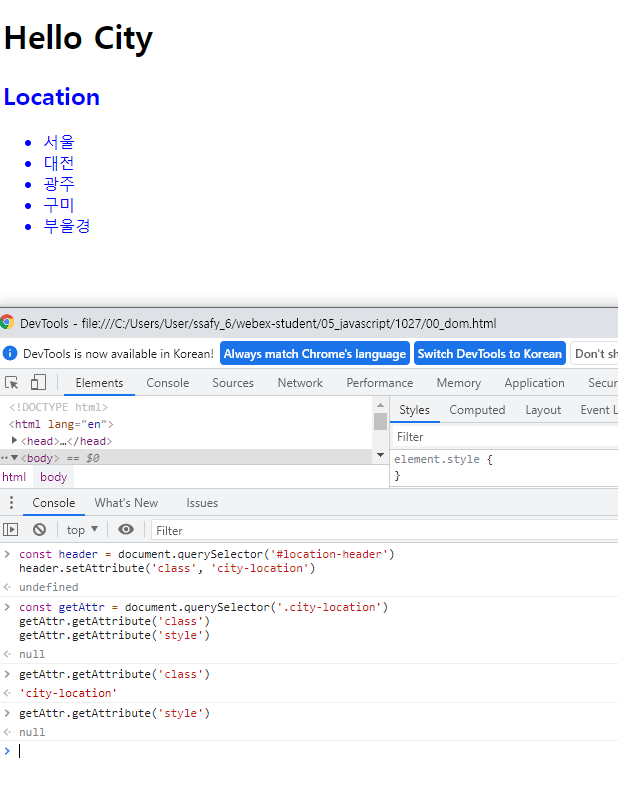 Hello City
Location
• 서울
• 대전
• 광주
• 구미
• 부울경
DevTools - file:///C:/Users/User/ssafy_6/webex-student/05_javascript/1027/00_dom.html
DevTools is now available in Korean! Always match Chrome's language Switch DevTools to Korean Don't sh
Elements Console Sources Network Performance Memory Application Secur
<!DOCTYPE html>
<html lang="en">
<head>…</head>
<body> == $0
html body
Styles Computed Layout Event L
Filter
element.style {
}
Console What's New Issues
top Filter
const header = document.querySelector('#location-header')
header.setAttribute('class', 'city-location')
undefined
const getAttr = document.querySelector('.city-location')
getAttr.getAttribute('class')
getAttr.getAttribute('style')
null
getAttr.getAttribute('class')
'city-location'
getAttr.getAttribute('style')
null